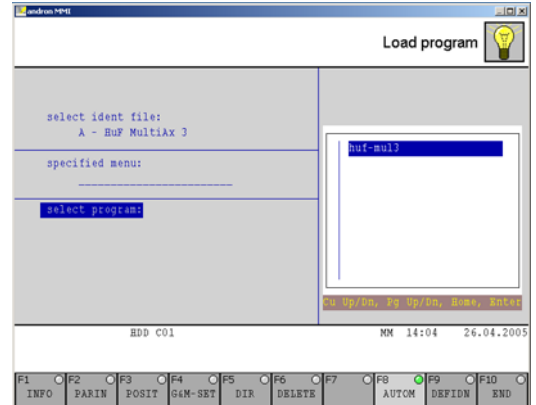 andron MMI
Load program
select ident file:
A - HuF MultiAx 3
specified menu:
select program:
huf-mul3
Cu Up/Dn, Pg Up/Dn, Home, Enter
HDD C01 MM 14:04 26.04.2005
F1 F2 F3 F4 F5 F6 F7 F8 F9 F10
INFO PARIN POSIT G&M-SET DIR DELETE AUTOM DEFIDN END